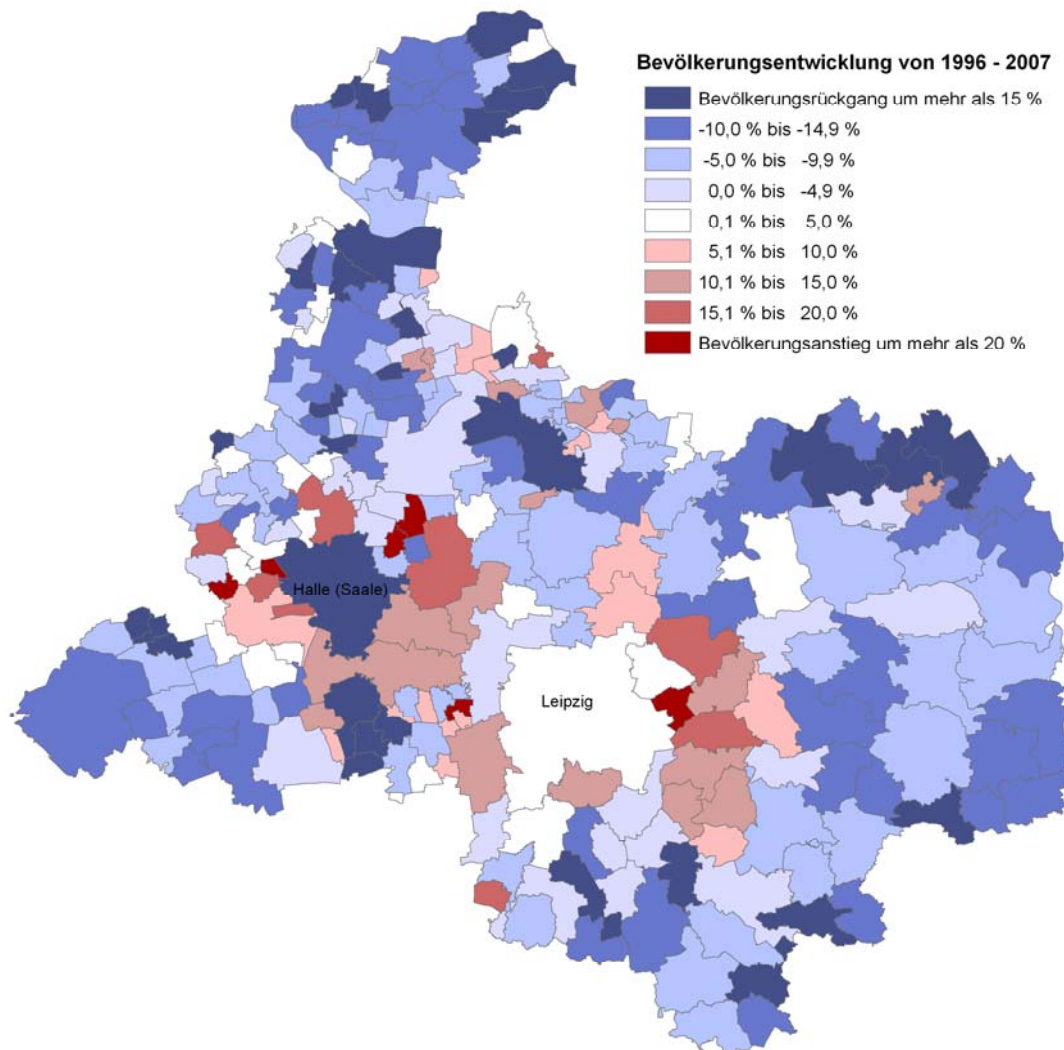 Bevölkerungsentwicklung von 1996 - 2007
Bevölkerungsrückgang um mehr als 15 %
-10,0 % bis -14,9 %
-5,0 % bis -9,9 %
0,0 % bis -4,9 %
0,1 % bis 5,0 %
5,1 % bis 10,0 %
10,1 % bis 15,0 %
15,1 % bis 20,0 %
Bevölkerungsanstieg um mehr als 20 %
Halle (Saale)
Leipzig